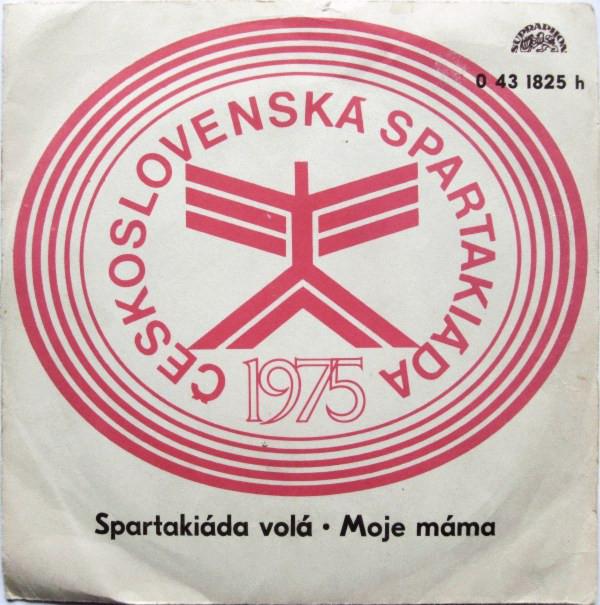 SUPRAPHON
0 43 1825 h
ČESKOSLOVENSKÁ SPARTAKIÁDA
1975
Spartakiáda volá • Moje máma